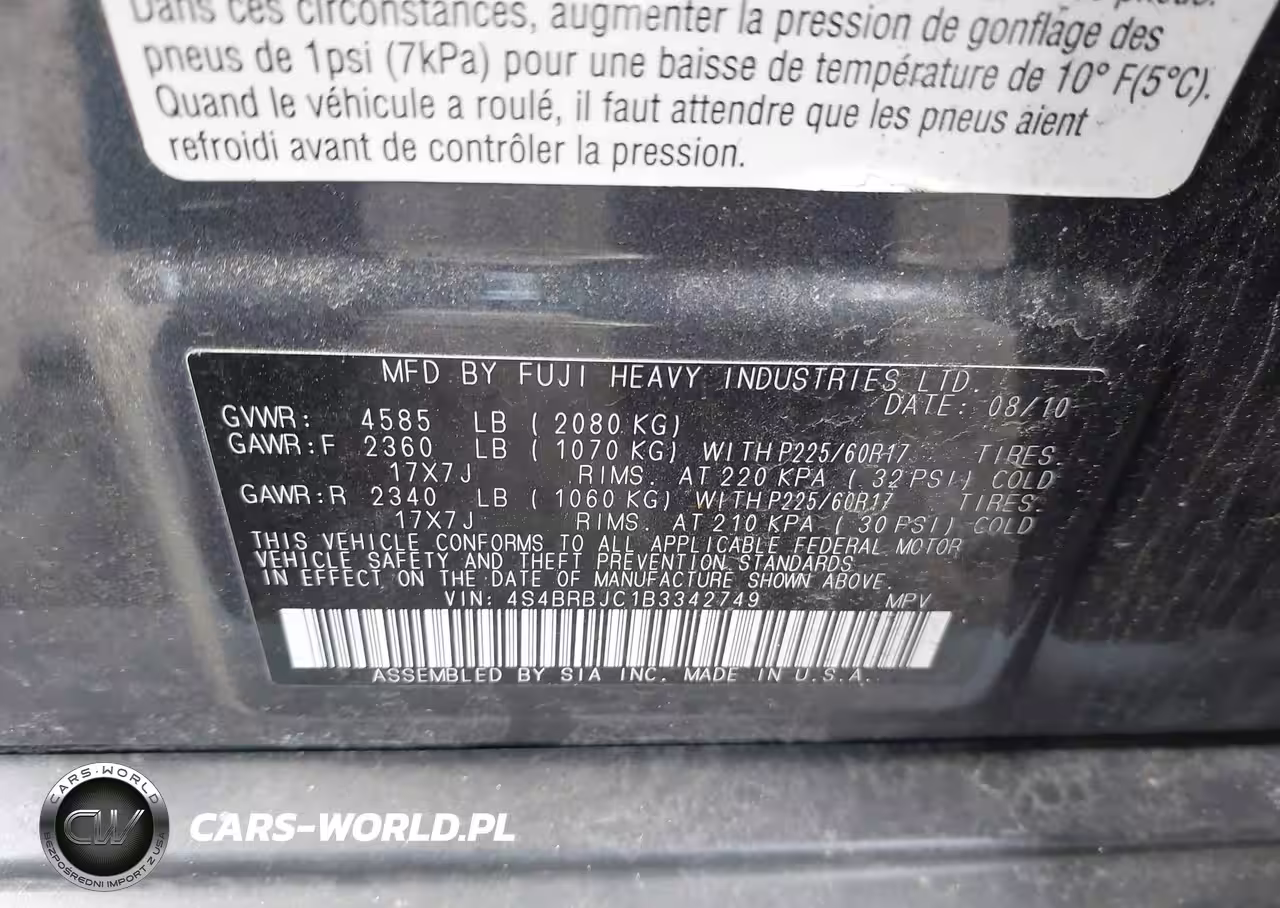 Dans ces circonstances, augmenter la pression de gonflage des
pneus de 1psi (7kPa) pour une baisse de température de 10° F(5°C).
Quand le véhicule a roulé, il faut attendre que les pneus aient
refroidi avant de contrôler la pression.
MFD BY FUJI HEAVY INDUSTRIES LTD.
DATE: 08/10
GVWR: 4585 LB ( 2080 KG)
GAWR:F 2360 LB ( 1070 KG) WITH P225/60R17 TIRES.
17X7J RIMS. AT 220 KPA ( 32 PSI) COLD
GAWR:R 2340 LB ( 1060 KG) WITH P225/60R17 TIRES.
17X7J RIMS. AT 210 KPA ( 30 PSI) COLD
THIS VEHICLE CONFORMS TO ALL APPLICABLE FEDERAL MOTOR
VEHICLE SAFETY AND THEFT PREVENTION STANDARDS
IN EFFECT ON THE DATE OF MANUFACTURE SHOWN ABOVE.
VIN: 4S4BRBJC1B3342749 MPV
ASSEMBLED BY SIA INC. MADE IN U.S.A.
CARS-WORLD
CW
BEZPOŚREDNI IMPORT Z USA
CARS-WORLD.PL